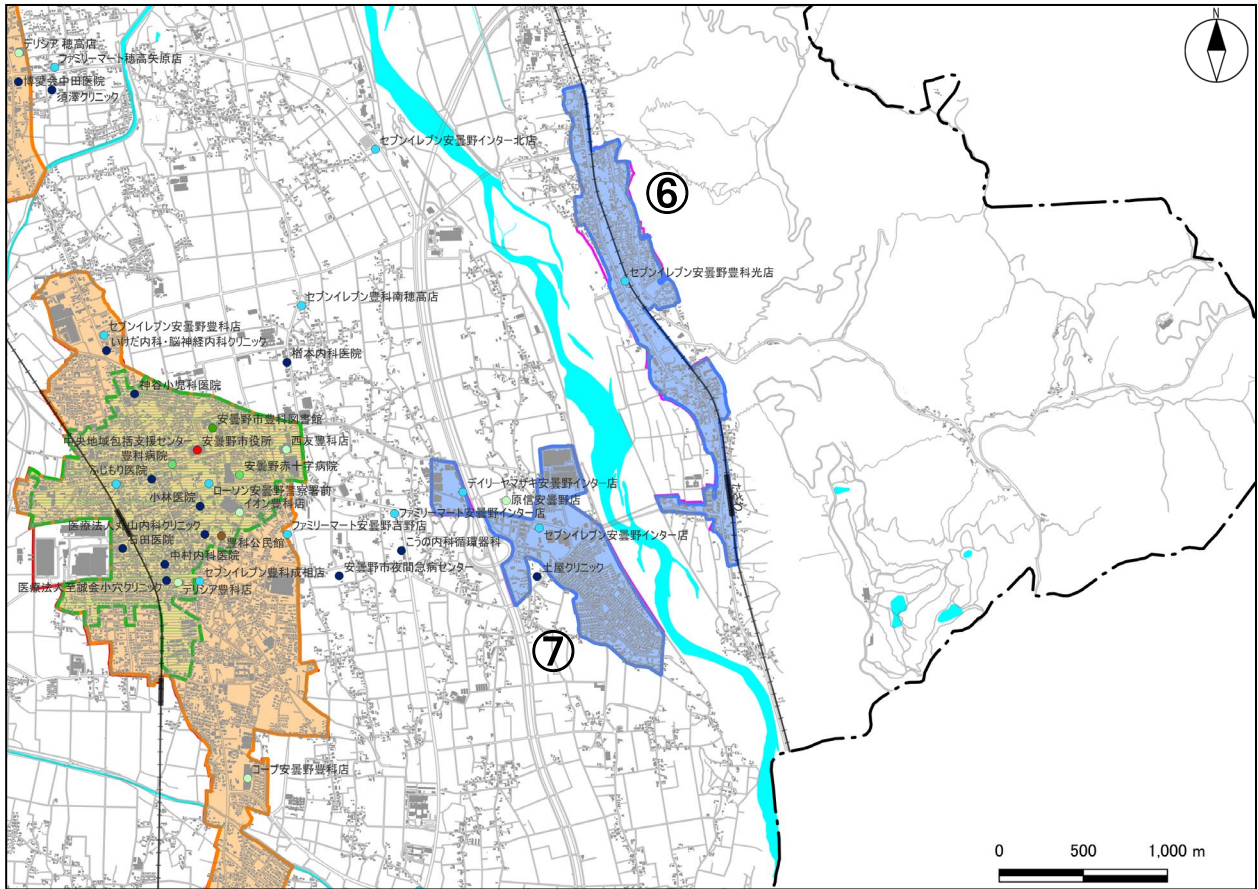 N
デリシア 穂高店
ファミリーマート穂高矢原店
博愛会中田医院
須澤クリニック
セブンイレブン安曇野インター北店
⑥
セブンイレブン安曇野豊科光店
セブンイレブン豊科南穂高店
セブンイレブン安曇野豊科店
いけだ内科・脳神経内科クリニック
楢本内科医院
神谷小児科医院
安曇野市豊科図書館
中央地域包括支援センター
安曇野市役所
西友豊科店
豊科病院
安曇野赤十字病院
ふじもり医院
デイリーヤマザキ安曇野インター店
ローソン安曇野警察署前
小林医院
原信安曇野店
たざわ
イオン豊科店
ファミリーマート安曇野インター店
医療法人丸山内科クリニック
ファミリーマート安曇野吉野店
セブンイレブン安曇野インター店
石田医院
豊科公民館
こうの内科循環器科
中村内科医院
セブンイレブン豊科成相店
安曇野市夜間急病センター
土屋クリニック
医療法人至誠会小穴クリニック
デリシア豊科店
⑦
コープ安曇野豊科店
0 500 1,000 m